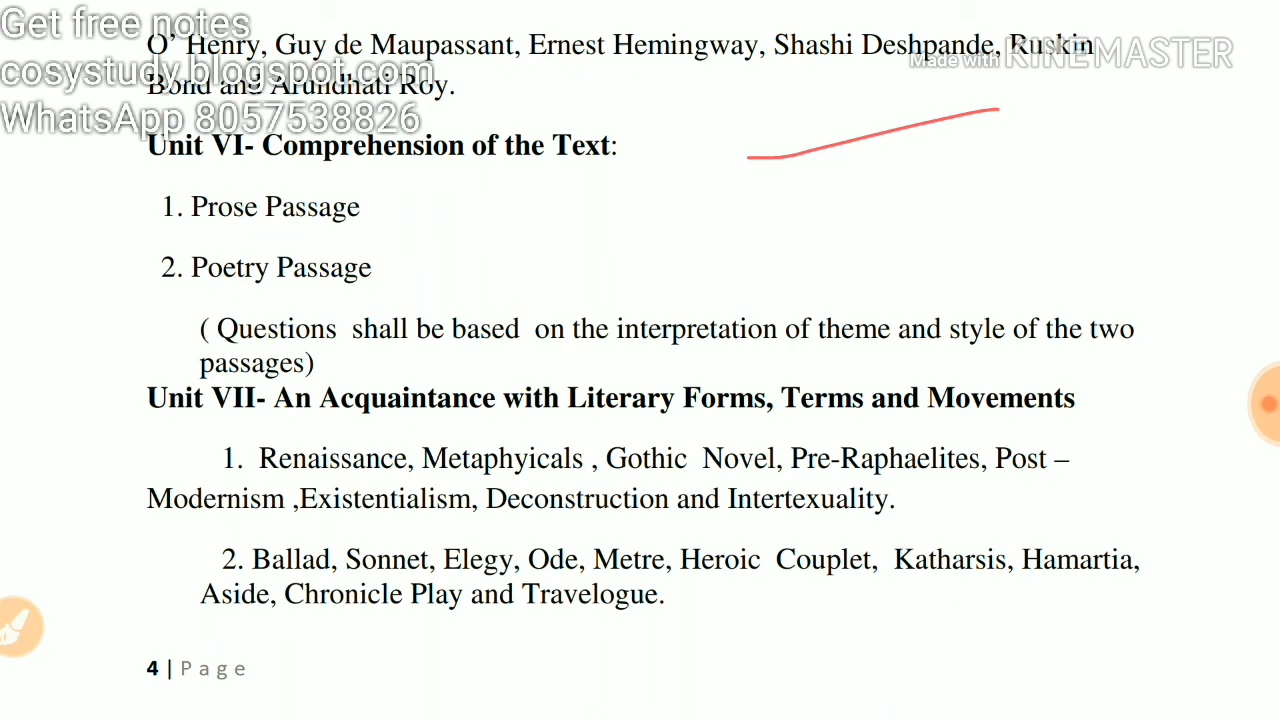 Get free notes
O' Henry, Guy de Maupassant, Ernest Hemingway, Shashi Deshpande, Ruskin
Made with KINEMASTER
cosystudy.blogspot.com
Bond and Arundhati Roy.
WhatsApp 8057538826
Unit VI- Comprehension of the Text:
1. Prose Passage
2. Poetry Passage
( Questions shall be based on the interpretation of theme and style of the two
passages)
Unit VII- An Acquaintance with Literary Forms, Terms and Movements
1. Renaissance, Metaphyicals , Gothic Novel, Pre-Raphaelites, Post –
Modernism ,Existentialism, Deconstruction and Intertexuality.
2. Ballad, Sonnet, Elegy, Ode, Metre, Heroic Couplet, Katharsis, Hamartia,
Aside, Chronicle Play and Travelogue.
4 | Page